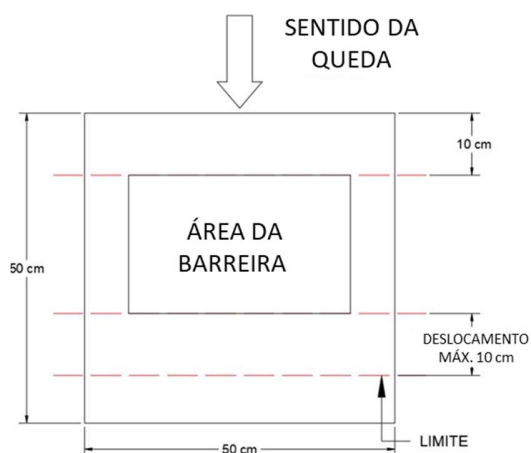 SENTIDO DA
QUEDA
10 cm
ÁREA DA
BARREIRA
50 cm
DESLOCAMENTO
MÁX. 10 cm
LIMITE
50 cm